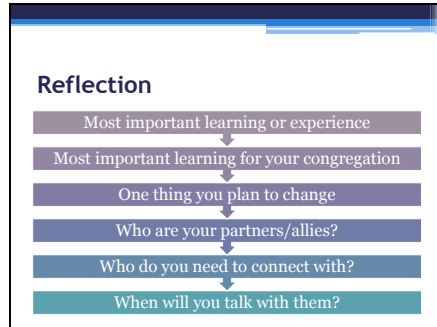 Reflection
Most important learning or experience
Most important learning for your congregation
One thing you plan to change
Who are your partners/allies?
Who do you need to connect with?
When will you talk with them?